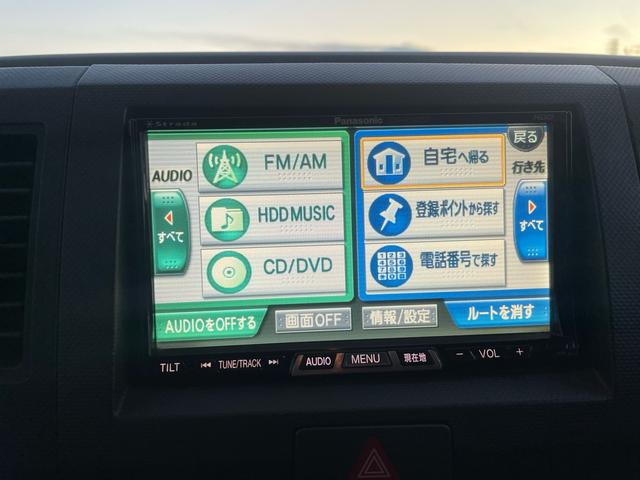 Strada
Panasonic
戻る
AUDIO
FM/AM
自宅へ帰る
行き先
HDD MUSIC
登録ポイントから探す
すべて
すべて
CD/DVD
電話番号で探す
AUDIOをOFFする
画面OFF
情報/設定
ルートを消す
TILT
TUNE/TRACK
AUDIO
MENU
現在地
− VOL +